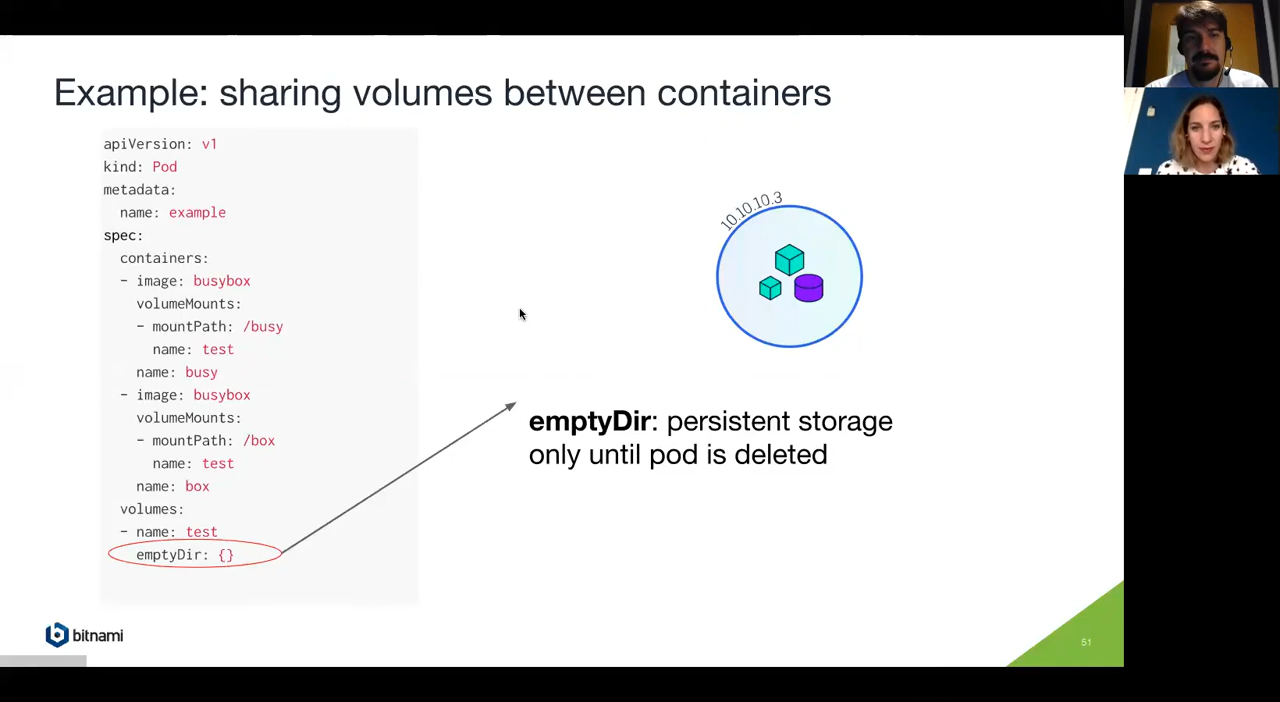 Example: sharing volumes between containers
apiVersion: v1
kind: Pod
metadata:
name: example
spec:
containers:
- image: busybox
volumeMounts:
- mountPath: /busy
name: test
name: busy
- image: busybox
volumeMounts:
- mountPath: /box
name: test
name: box
volumes:
- name: test
emptyDir: {}
10.10.10.3
emptyDir: persistent storage
only until pod is deleted
bitnami
51